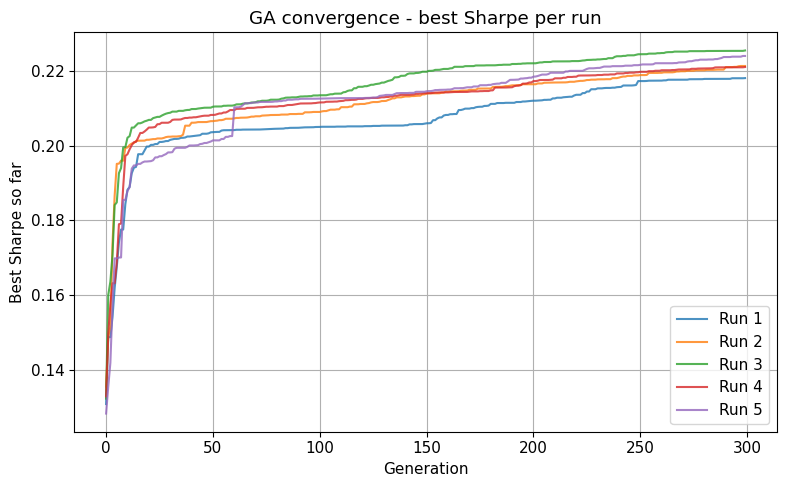 GA convergence - best Sharpe per run
Best Sharpe so far
0.22
0.20
0.18
0.16
0.14
0
50
100
150
200
250
300
Generation
Run 1
Run 2
Run 3
Run 4
Run 5